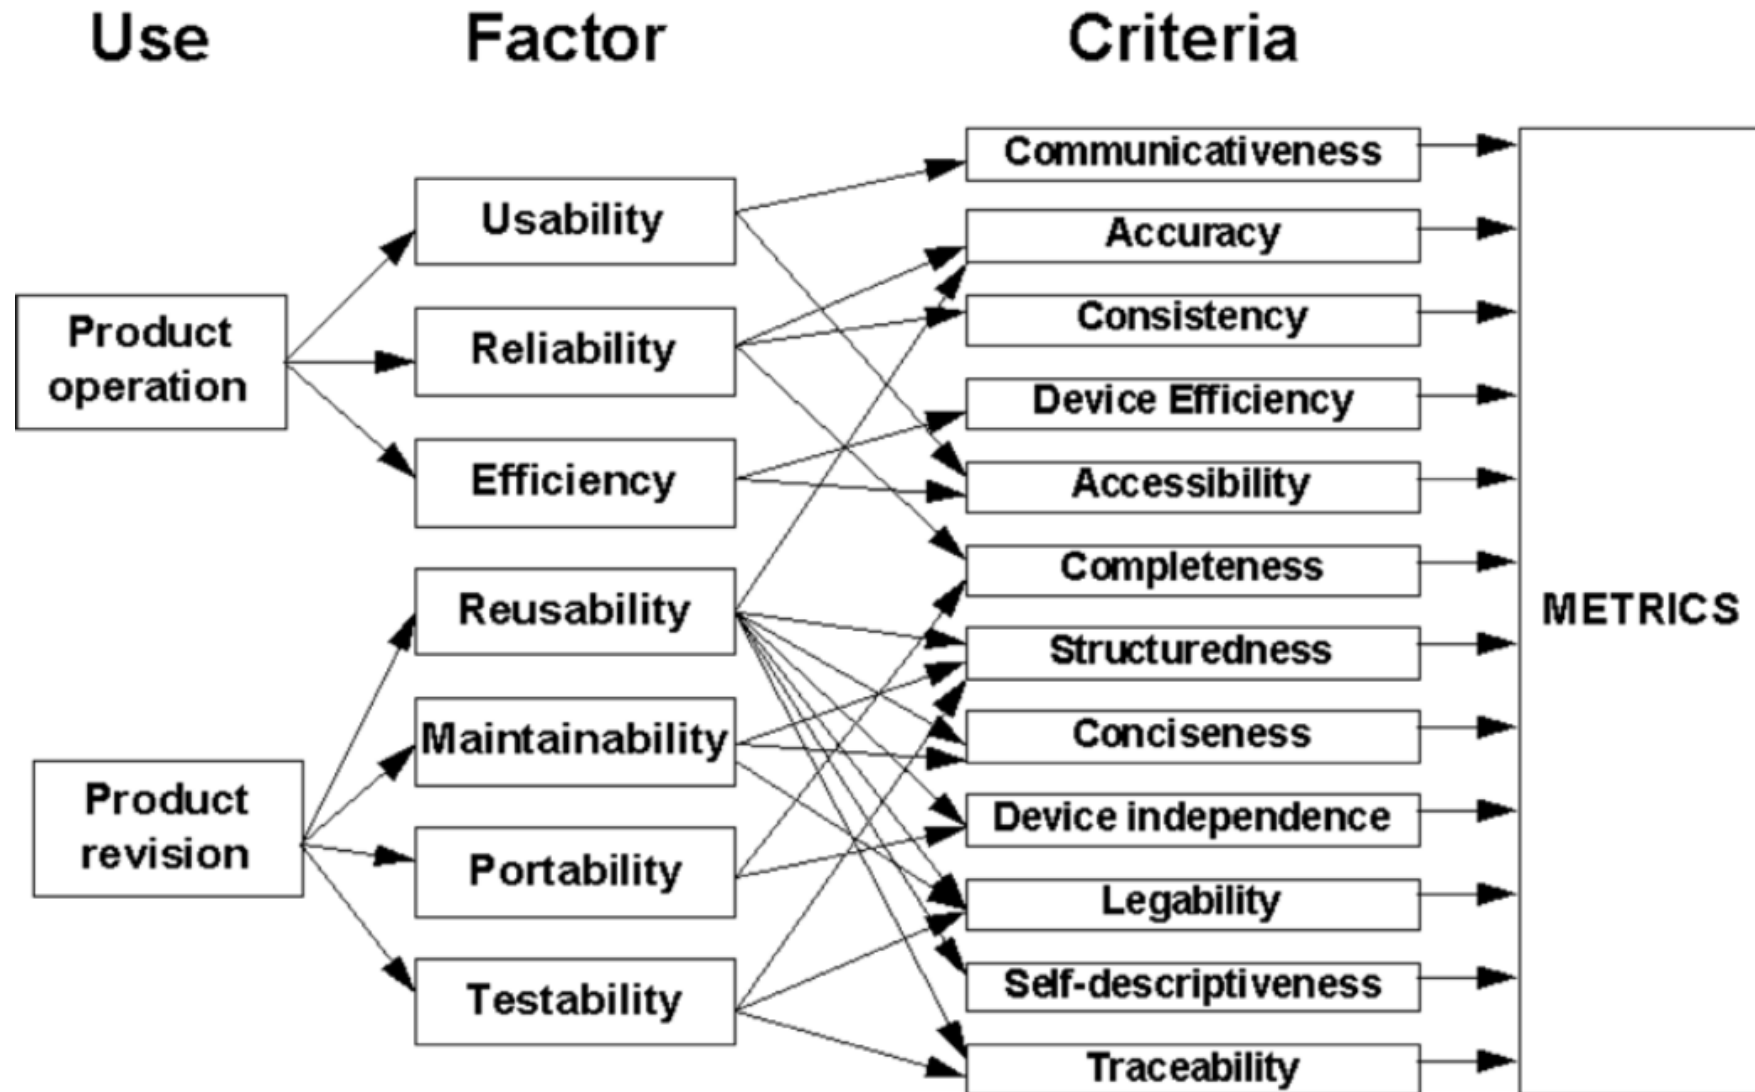 Use
Factor
Criteria
Product
operation
Product
revision
Usability
Reliability
Efficiency
Reusability
Maintainability
Portability
Testability
Communicativeness
Accuracy
Consistency
Device Efficiency
Accessibility
Completeness
Structuredness
Conciseness
Device independence
Legability
Self-descriptiveness
Traceability
METRICS